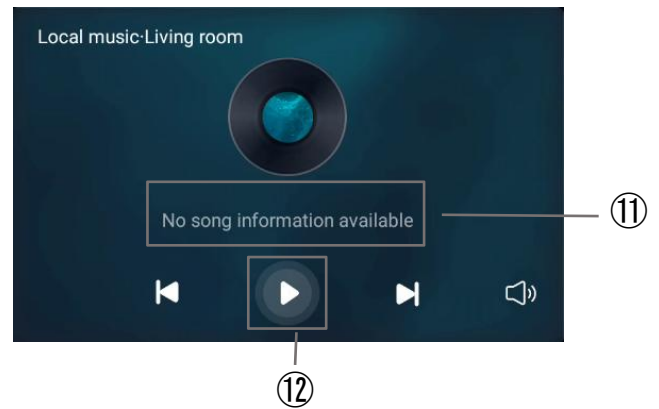 Local music·Living room
No song information available
⑪
⑫